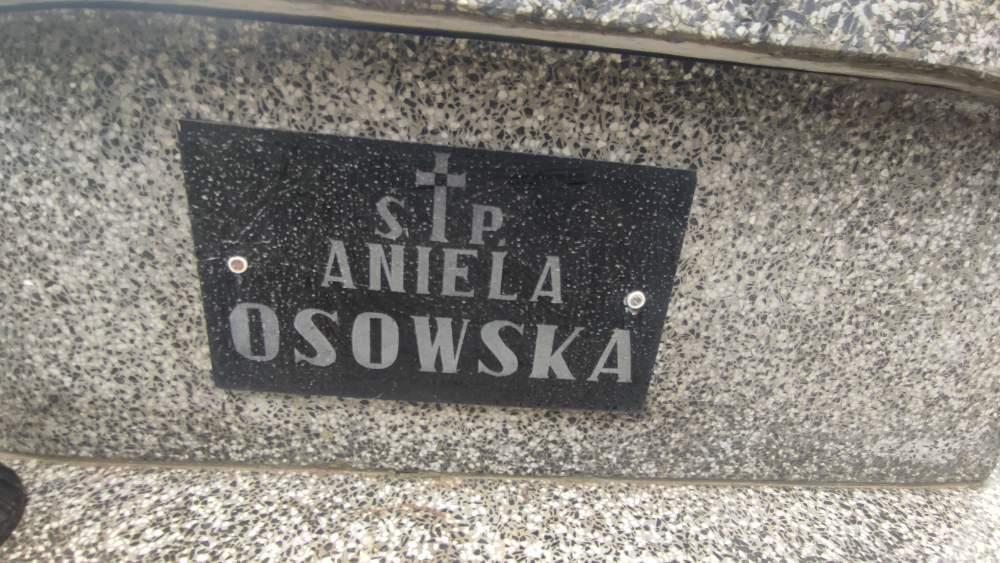 S. P.
ANIELA
OSOWSKA